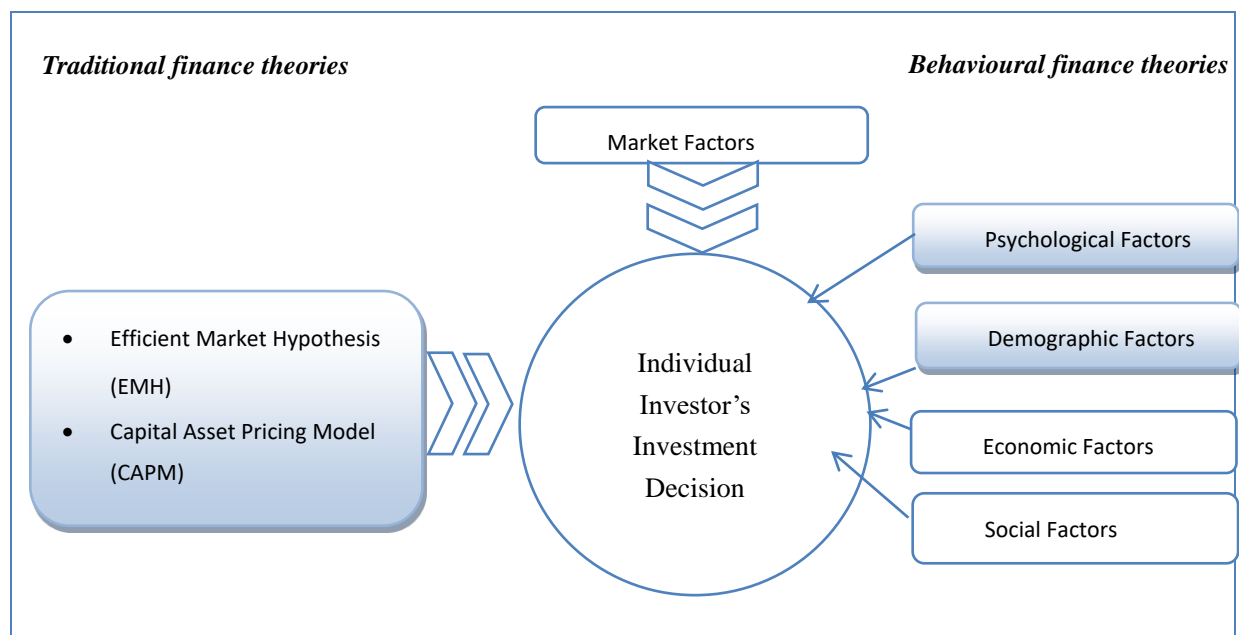 Traditional finance theories
Behavioural finance theories
Market Factors
Psychological Factors
• Efficient Market Hypothesis
(EMH)
• Capital Asset Pricing Model
(CAPM)
Individual
Investor’s
Investment
Decision
Demographic Factors
Economic Factors
Social Factors